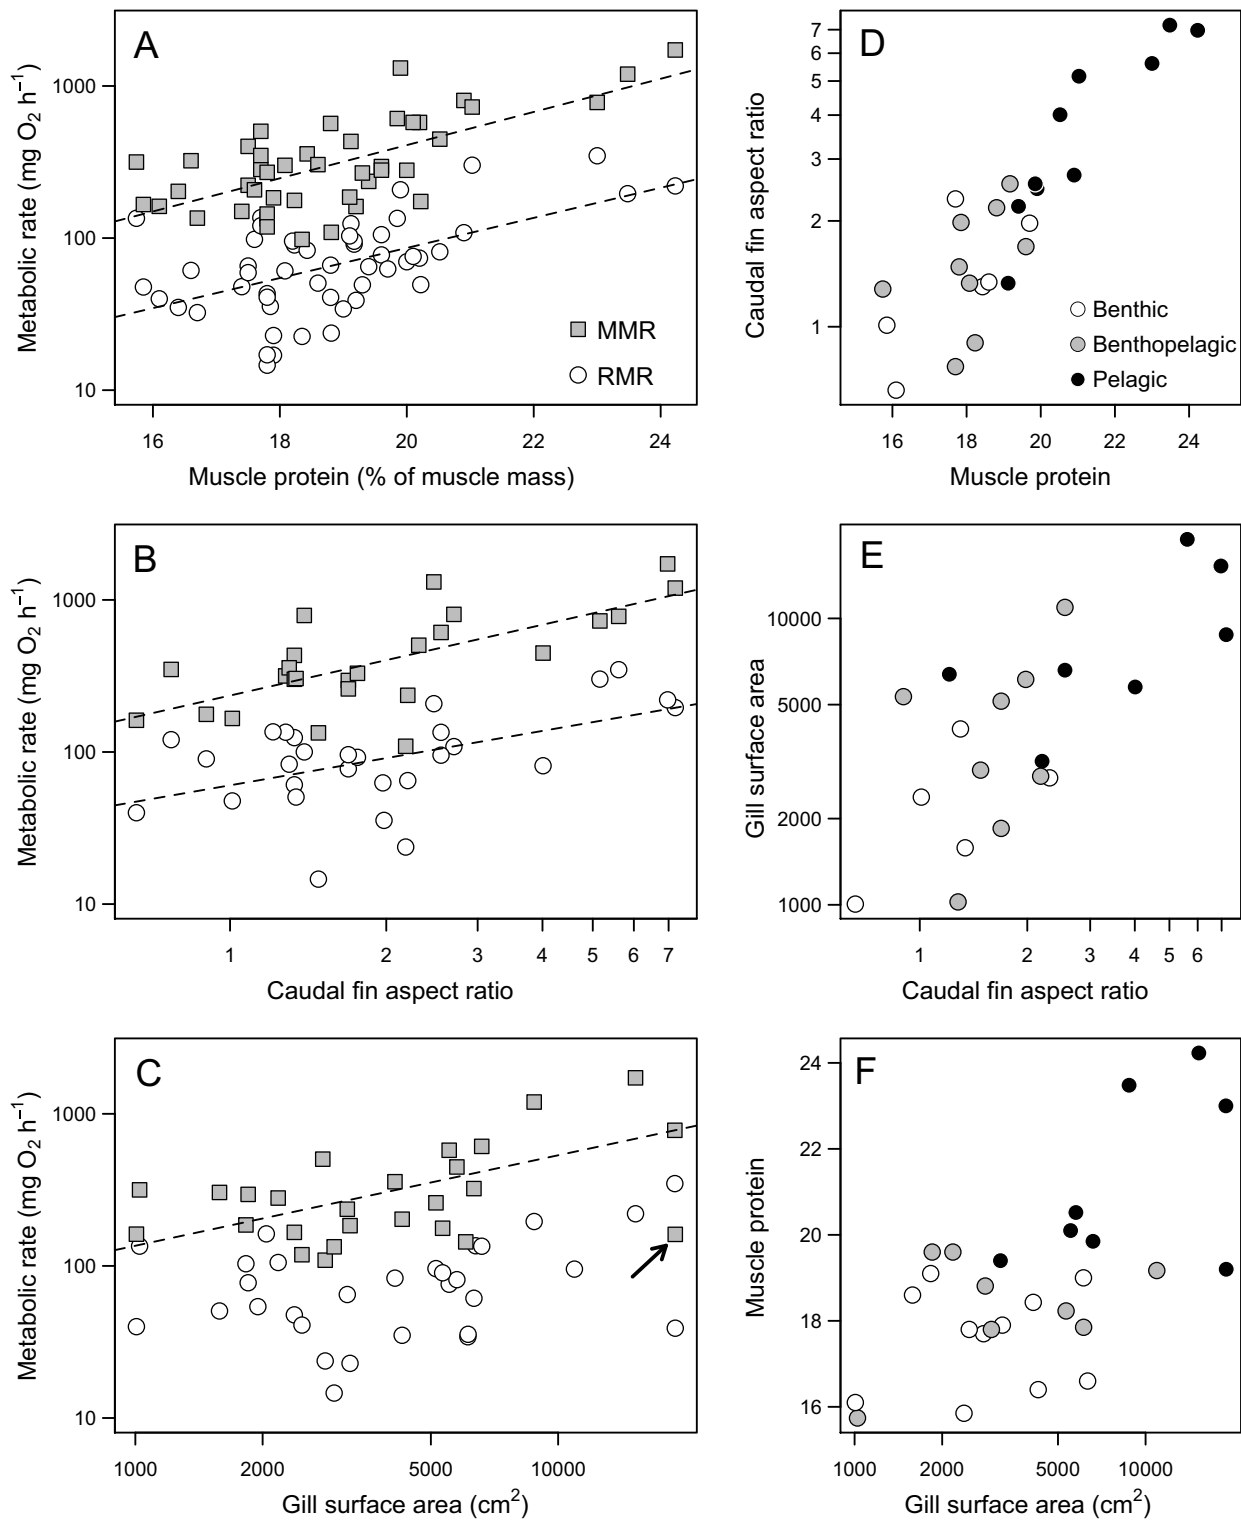 A
Metabolic rate (mg O₂ h⁻¹)
1000
100
10
MMR
RMR
16 18 20 22 24
Muscle protein (% of muscle mass)
D
Caudal fin aspect ratio
7
6
5
4
3
2
1
Benthic
Benthopelagic
Pelagic
16 18 20 22 24
Muscle protein
B
Metabolic rate (mg O₂ h⁻¹)
1000
100
10
1 2 3 4 5 6 7
Caudal fin aspect ratio
E
Gill surface area
10000
5000
2000
1000
1 2 3 4 5 6
Caudal fin aspect ratio
C
Metabolic rate (mg O₂ h⁻¹)
1000
100
10
1000 2000 5000 10000
Gill surface area (cm²)
F
Muscle protein
24
22
20
18
16
1000 2000 5000 10000
Gill surface area (cm²)